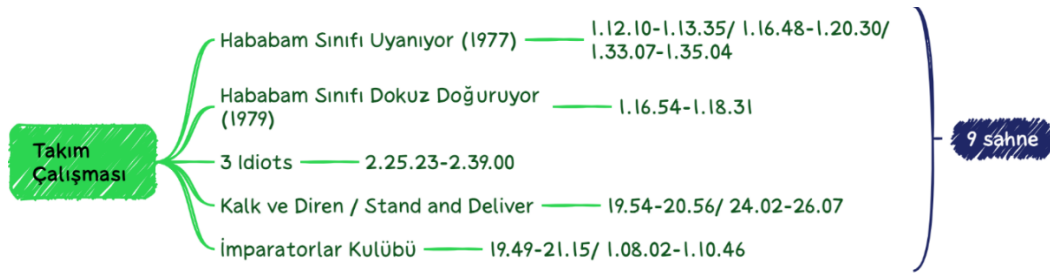 Takım
Çalışması
Hababam Sınıfı Uyanıyor (1977)
1.12.10-1.13.35/ 1.16.48-1.20.30/
1.33.07-1.35.04
Hababam Sınıfı Dokuz Doğuruyor
(1979)
1.16.54-1.18.31
3 Idiots
2.25.23-2.39.00
Kalk ve Diren / Stand and Deliver
19.54-20.56/ 24.02-26.07
İmparatorlar Kulübü
19.49-21.15/ 1.08.02-1.10.46
9 sahne